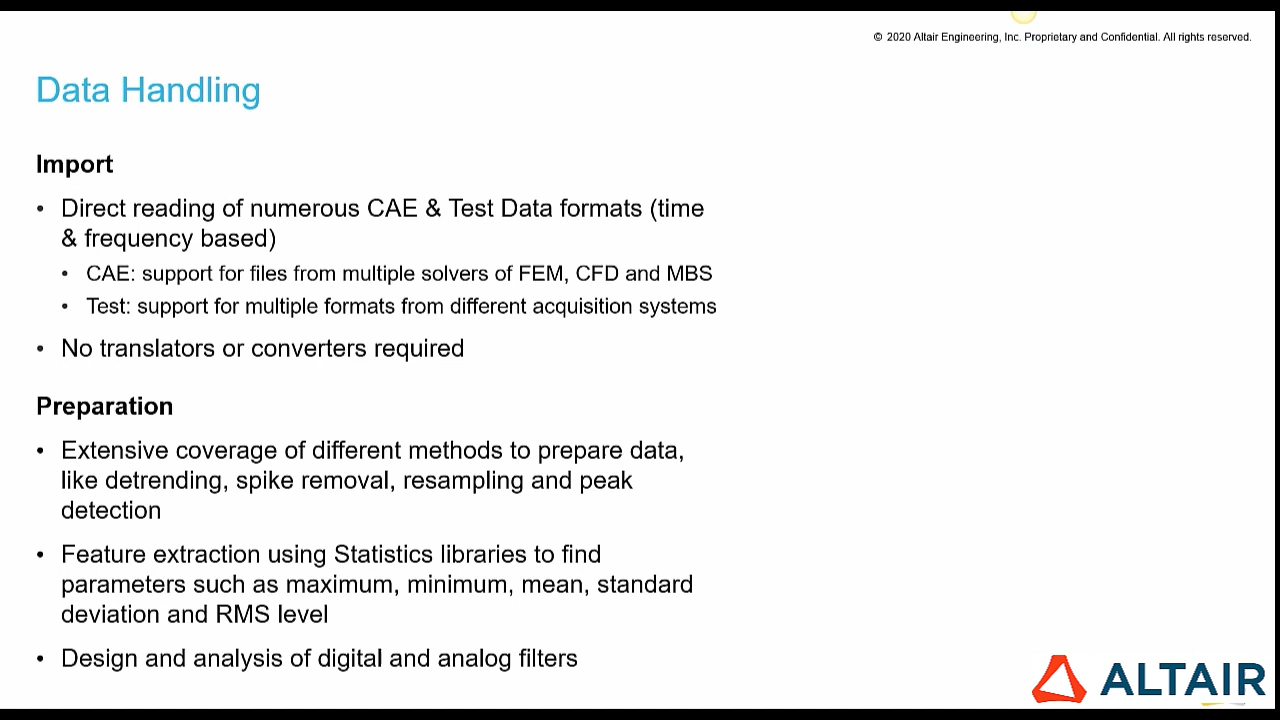 © 2020 Altair Engineering, Inc. Proprietary and Confidential. All rights reserved.
Data Handling
Import
• Direct reading of numerous CAE & Test Data formats (time
& frequency based)
• CAE: support for files from multiple solvers of FEM, CFD and MBS
• Test: support for multiple formats from different acquisition systems
• No translators or converters required
Preparation
• Extensive coverage of different methods to prepare data,
like detrending, spike removal, resampling and peak
detection
• Feature extraction using Statistics libraries to find
parameters such as maximum, minimum, mean, standard
deviation and RMS level
• Design and analysis of digital and analog filters
ALTAIR